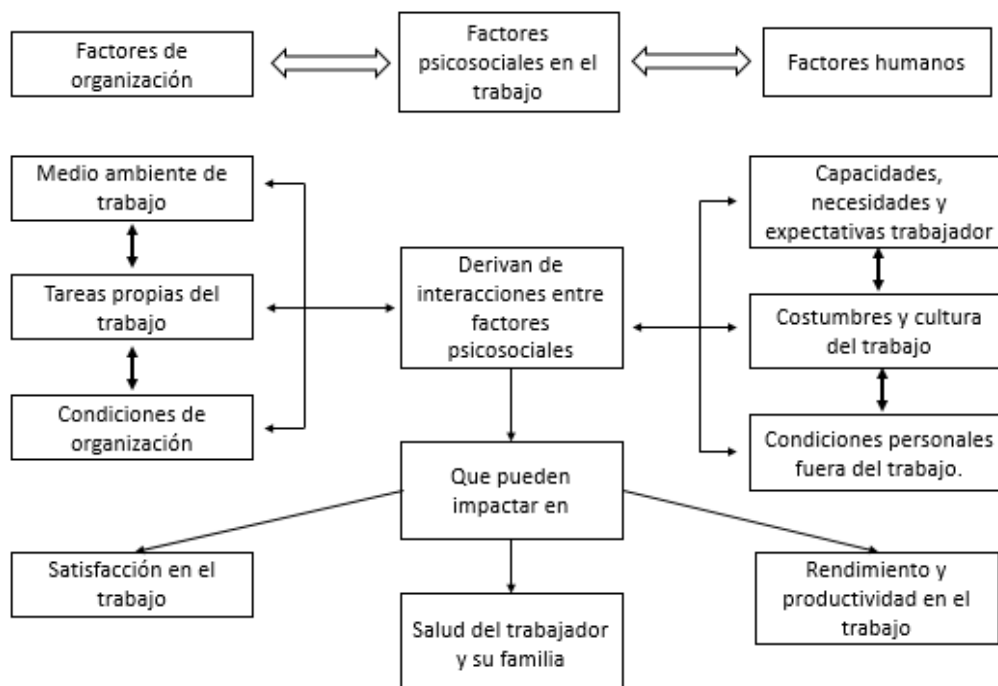 Factores de
organización
Factores
psicosociales en el
trabajo
Factores humanos
Medio ambiente de
trabajo
Tareas propias del
trabajo
Condiciones de
organización
Derivan de
interacciones entre
factores
psicosociales
Capacidades,
necesidades y
expectativas trabajador
Costumbres y cultura
del trabajo
Condiciones personales
fuera del trabajo.
Que pueden
impactar en
Satisfacción en el
trabajo
Salud del trabajador
y su familia
Rendimiento y
productividad en el
trabajo